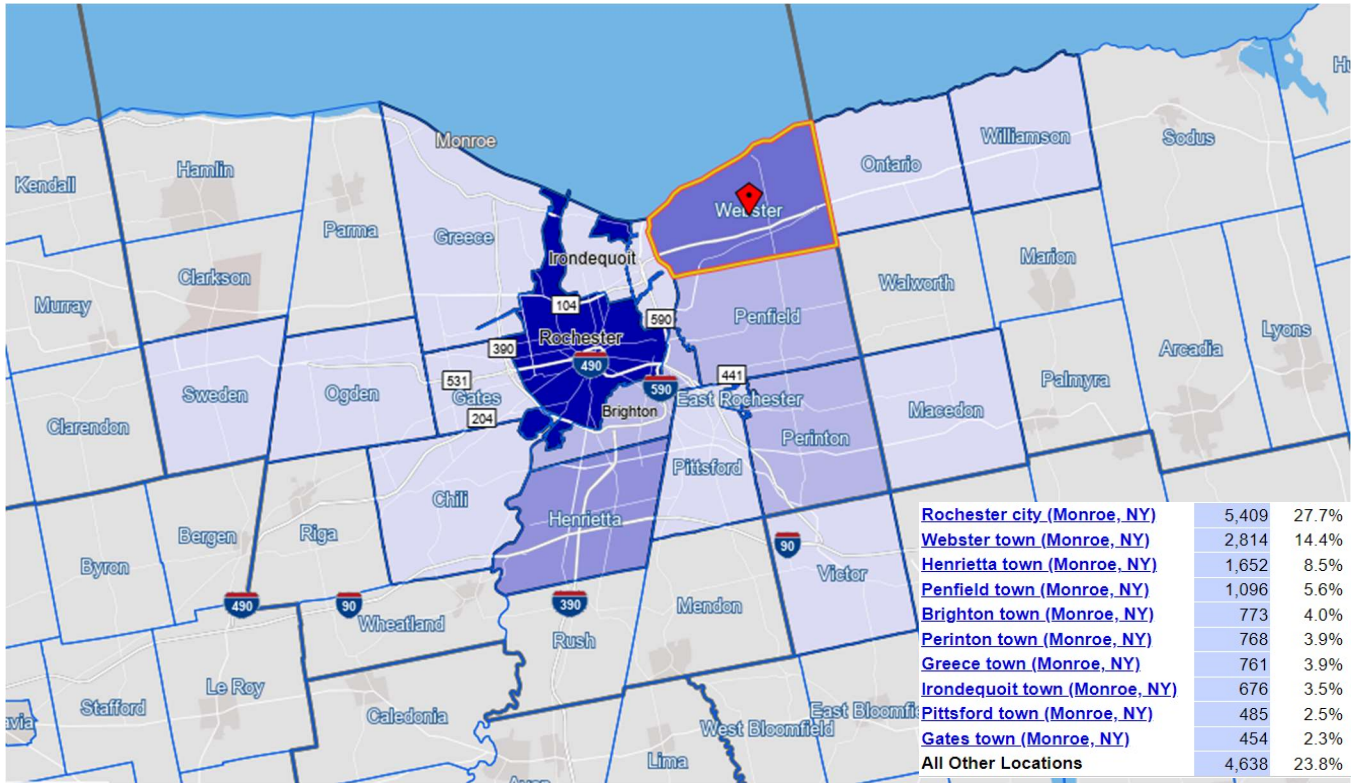 Monroe
Hu
Kendall
Hamlin
Parma
Greece
Irondequoit
Webster
Ontario
Williamson
Sodus
Murray
Clarkson
104
Rochester
590
390
490
Penfield
Walworth
Marion
Lyons
Arcadia
Clarendon
Sweden
Ogden
531
Gates
204
Brighton
590
441
East Rochester
Perinton
Macedon
Palmyra
Chili
Pittsford
Henrietta
Byron
Bergen
Riga
90
Victor
490
90
Wheatland
390
Rush
Mendon
Stafford
Le Roy
Caledonia
avia
Lima
West Bloomfield
East Bloomfie
Avon
Rochester city (Monroe, NY) 5,409 27.7%
Webster town (Monroe, NY) 2,814 14.4%
Henrietta town (Monroe, NY) 1,652 8.5%
Penfield town (Monroe, NY) 1,096 5.6%
Brighton town (Monroe, NY) 773 4.0%
Perinton town (Monroe, NY) 768 3.9%
Greece town (Monroe, NY) 761 3.9%
Irondequoit town (Monroe, NY) 676 3.5%
Pittsford town (Monroe, NY) 485 2.5%
Gates town (Monroe, NY) 454 2.3%
All Other Locations 4,638 23.8%